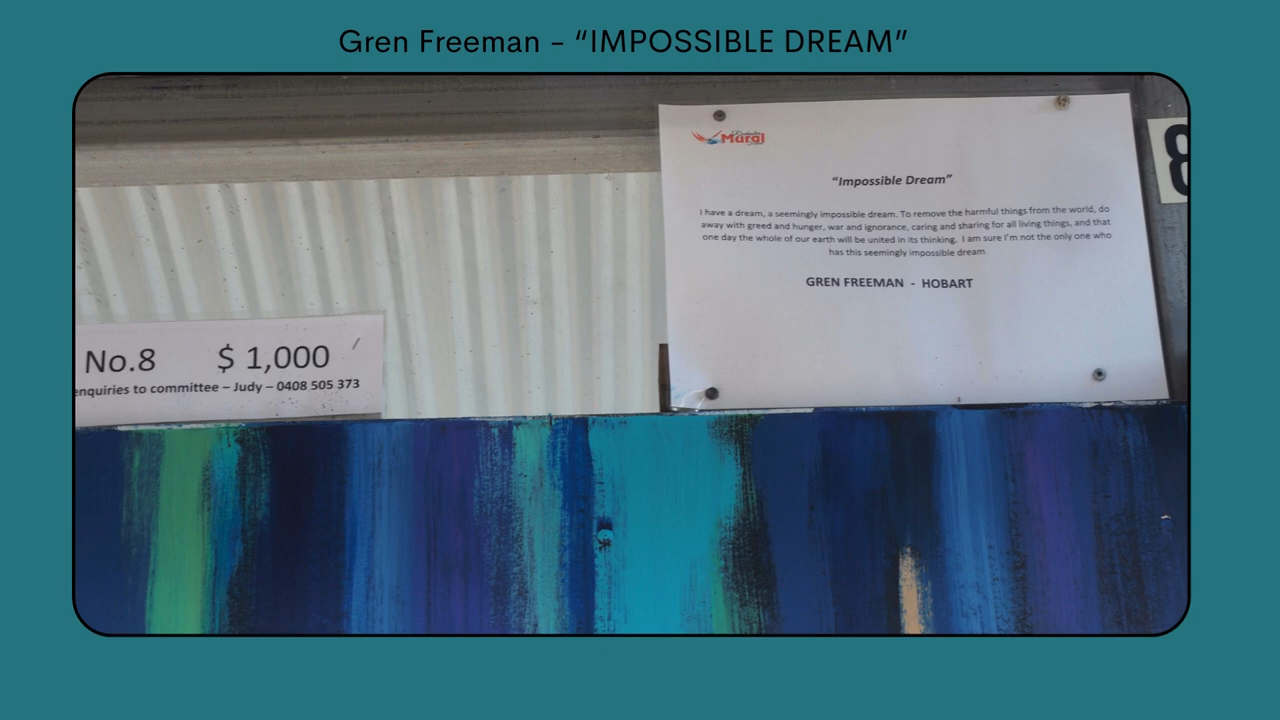 Gren Freeman - “IMPOSSIBLE DREAM”
Mural
8
“Impossible Dream”
I have a dream, a seemingly impossible dream. To remove the harmful things from the world, do
away with greed and hunger, war and ignorance, caring and sharing for all living things, and that
one day the whole of our earth will be united in its thinking. I am sure I’m not the only one who
has this seemingly impossible dream.
GREN FREEMAN - HOBART
No.8 $ 1,000
enquiries to committee – Judy – 0408 505 373